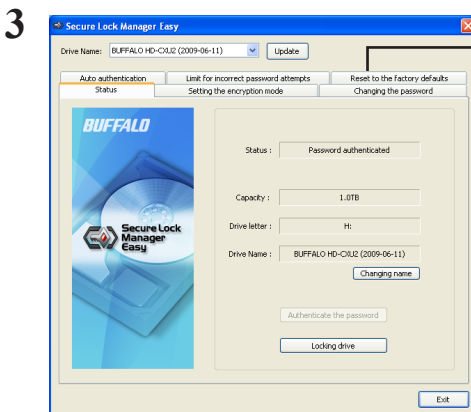 3
Secure Lock Manager Easy
Drive Name: BUFFALO HD-CXU2 (2009-06-11) Update
Auto authentication Limit for incorrect password attempts Reset to the factory defaults
Status Setting the encryption mode Changing the password
BUFFALO
Status : Password authenticated
Capacity : 1.0TB
Secure Lock
Manager
Easy
Drive letter : H:
Drive Name : BUFFALO HD-CXU2 (2009-06-11)
Changing name
Authenticate the password
Locking drive
Exit